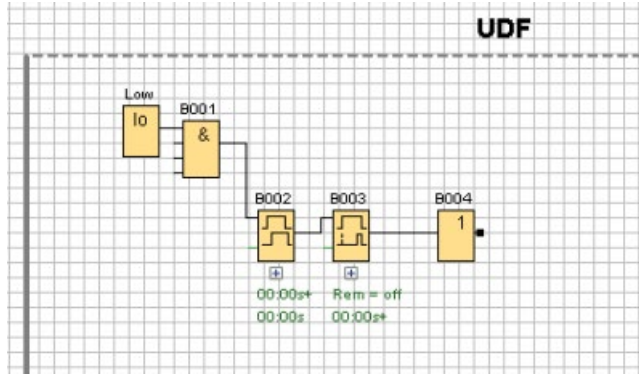 UDF
Low
lo
B001
&
B002
B003
B004
1
00:00s+
Rem = off
00:00s
00:00s+